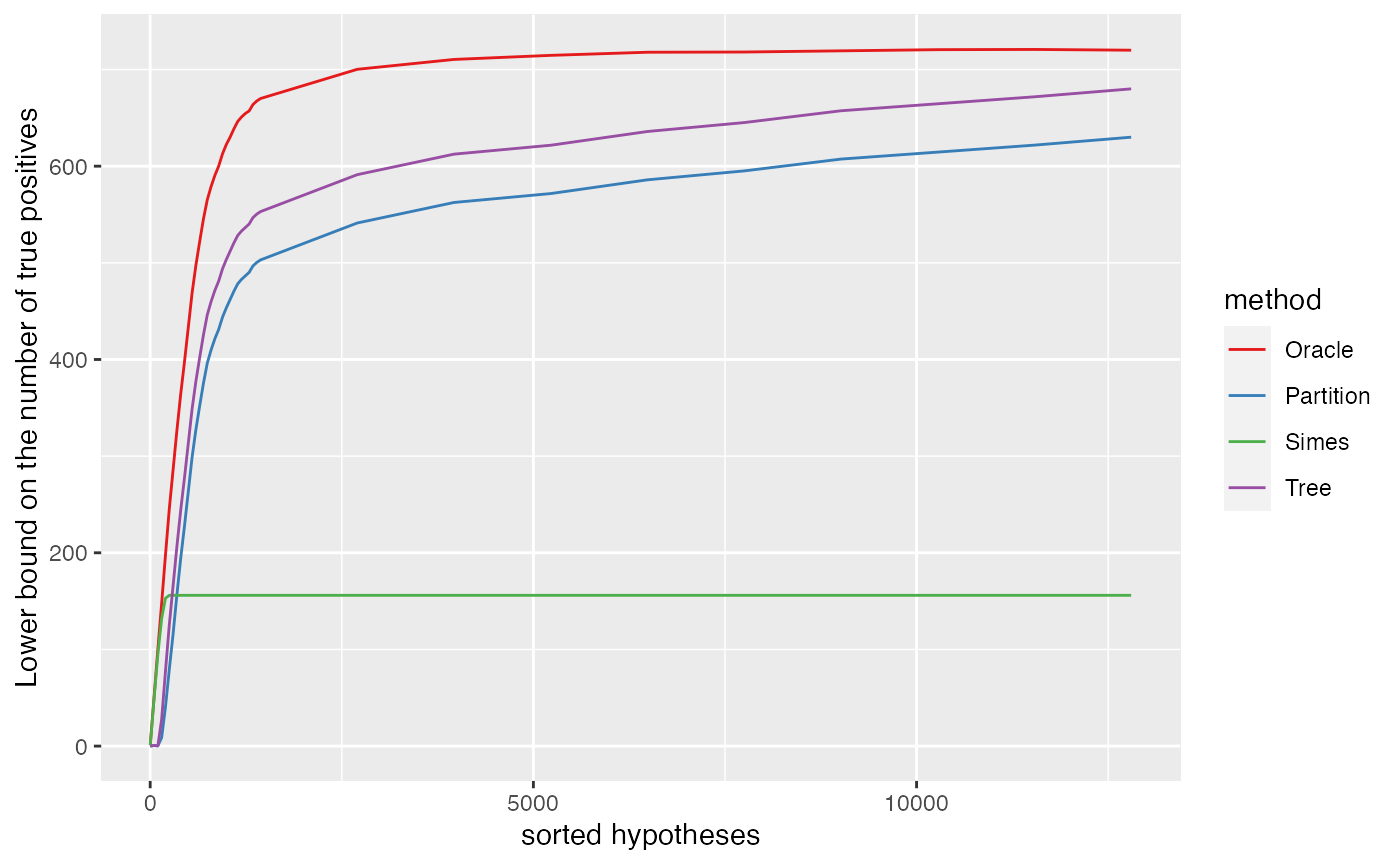 Lower bound on the number of true positives
600
400
200
0
0
5000
10000
sorted hypotheses
method
Oracle
Partition
Simes
Tree